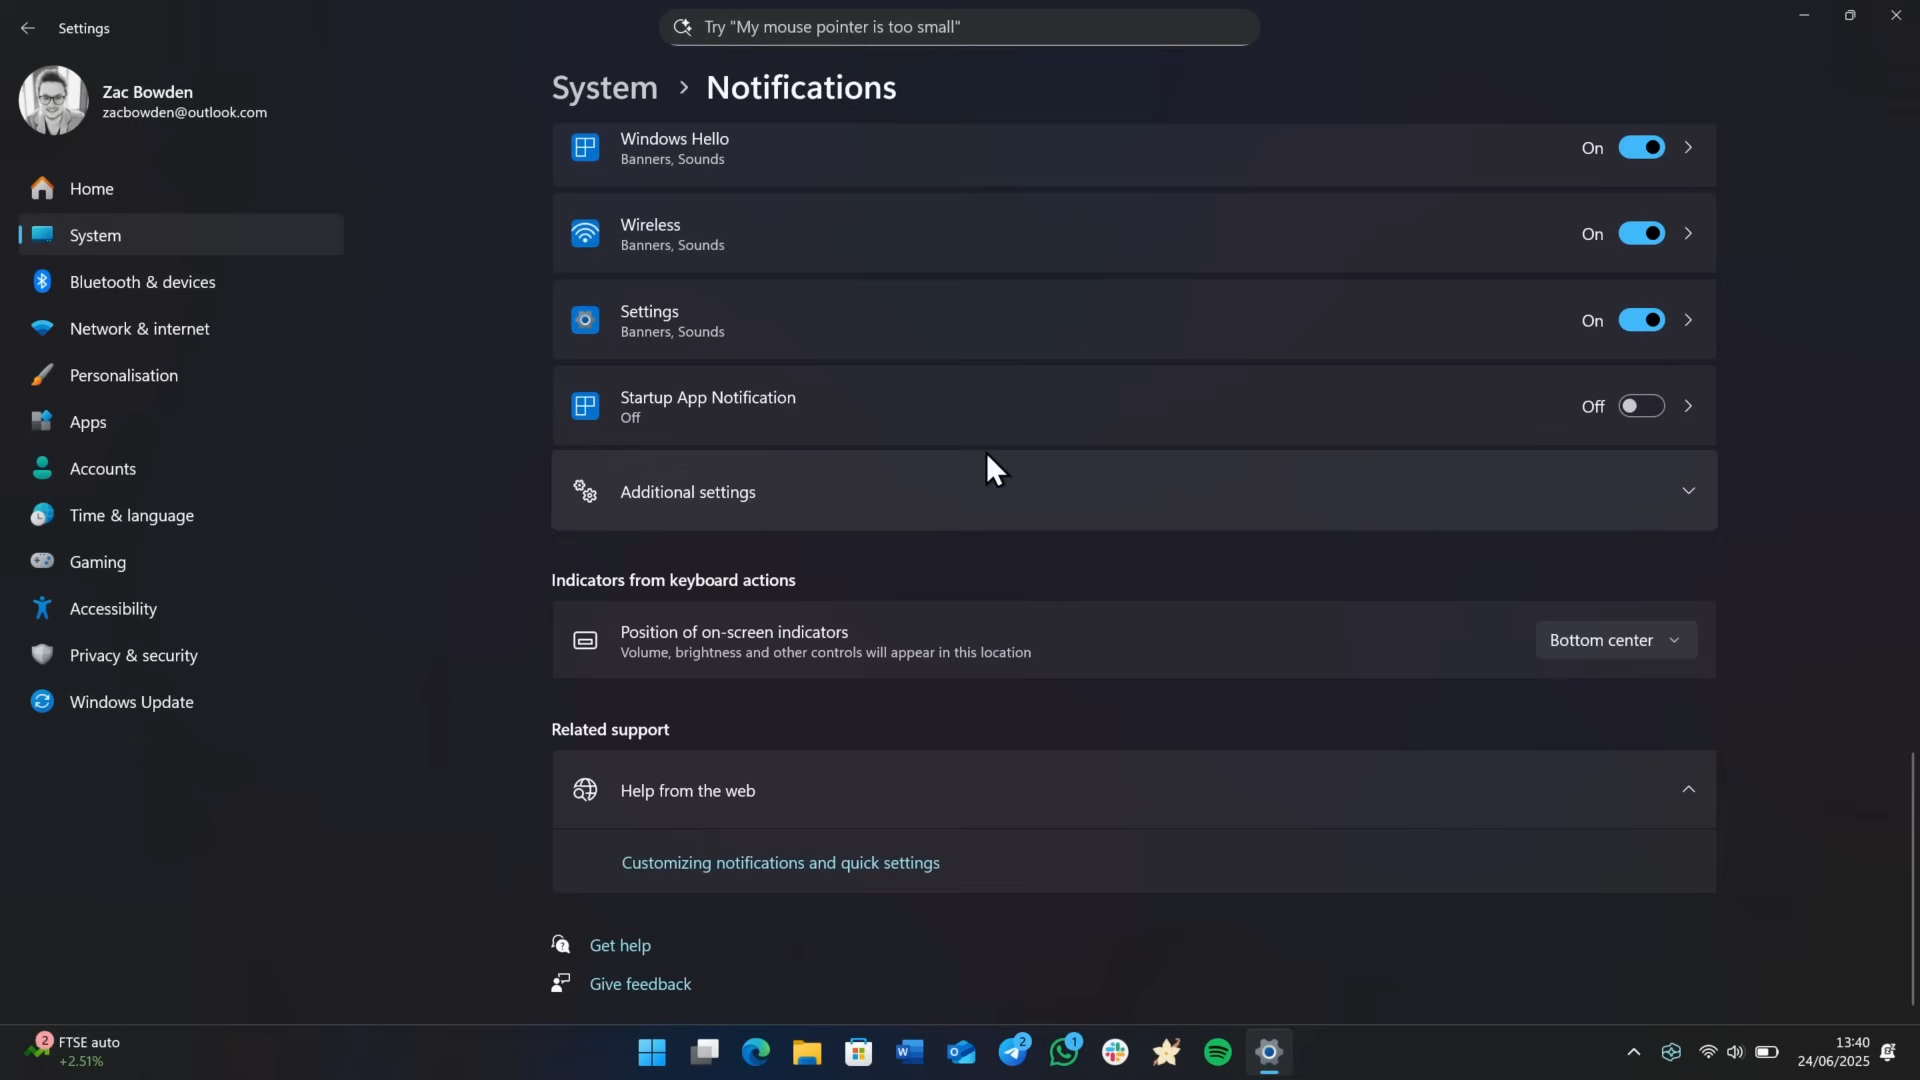 Settings
Try "My mouse pointer is too small"
Zac Bowden
zacbowden@outlook.com
Home
System
Bluetooth & devices
Network & internet
Personalisation
Apps
Accounts
Time & language
Gaming
Accessibility
Privacy & security
Windows Update
System > Notifications
Windows Hello
Banners, Sounds
On
Wireless
Banners, Sounds
On
Settings
Banners, Sounds
On
Startup App Notification
Off
Off
Additional settings
Indicators from keyboard actions
Position of on-screen indicators
Volume, brightness and other controls will appear in this location
Bottom center
Related support
Help from the web
Customizing notifications and quick settings
Get help
Give feedback
2
FTSE auto
+2.51%
2
1
13:40
24/06/2025